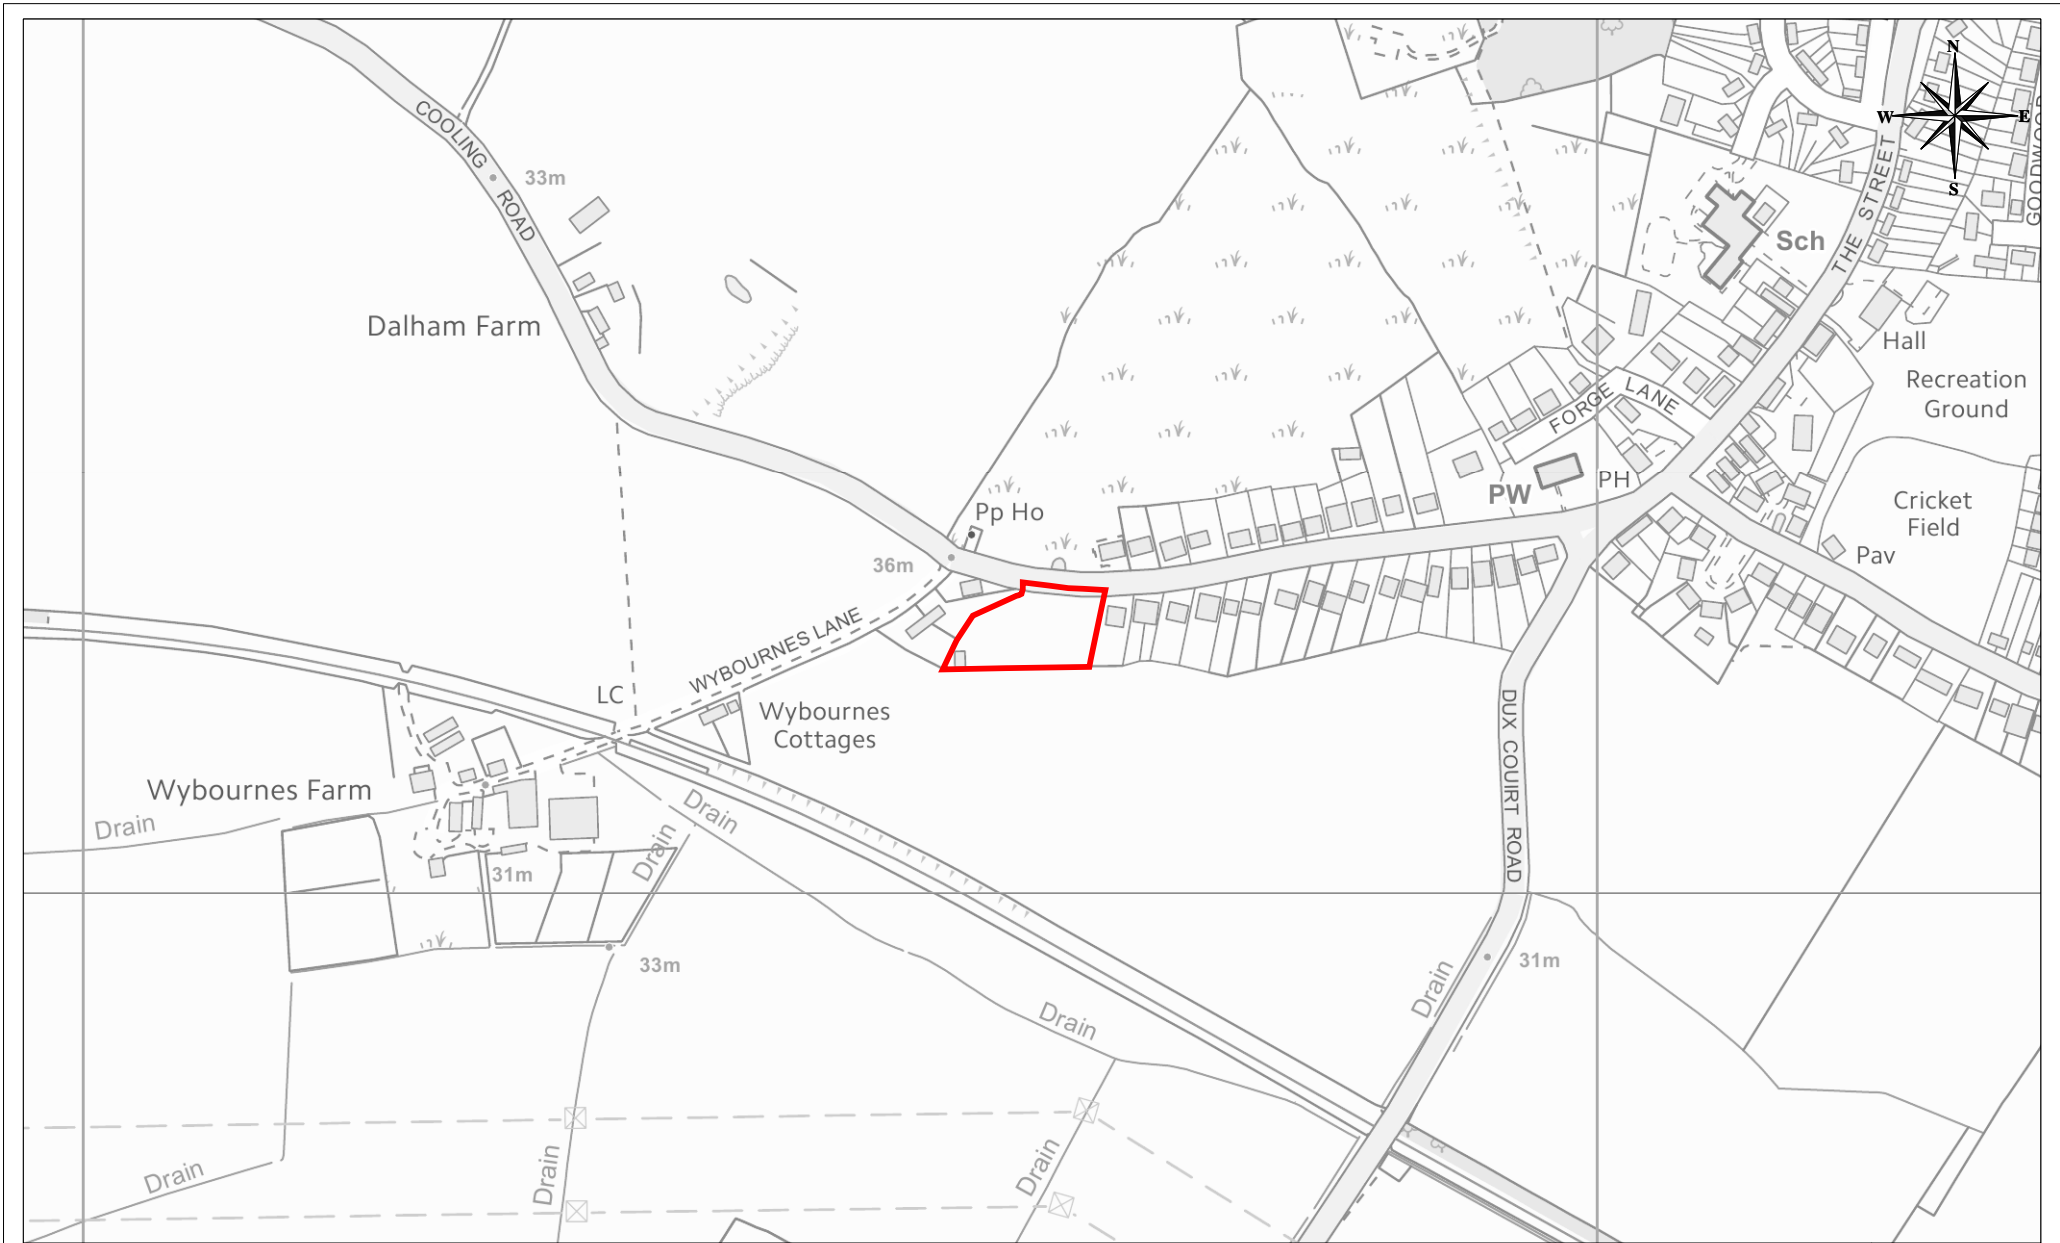 N
W
E
S
COOLING ROAD
33m
THE STREET
Sch
Dalham Farm
Hall
Recreation
Ground
FORGE LANE
PW
PH
Cricket
Field
Pp Ho
Pav
36m
WYBOURNES LANE
LC
Wybournes
Cottages
DUX COUIRT ROAD
Wybournes Farm
Drain
Drain
Drain
31m
33m
31m
Drain
Drain
Drain
Drain
Drain